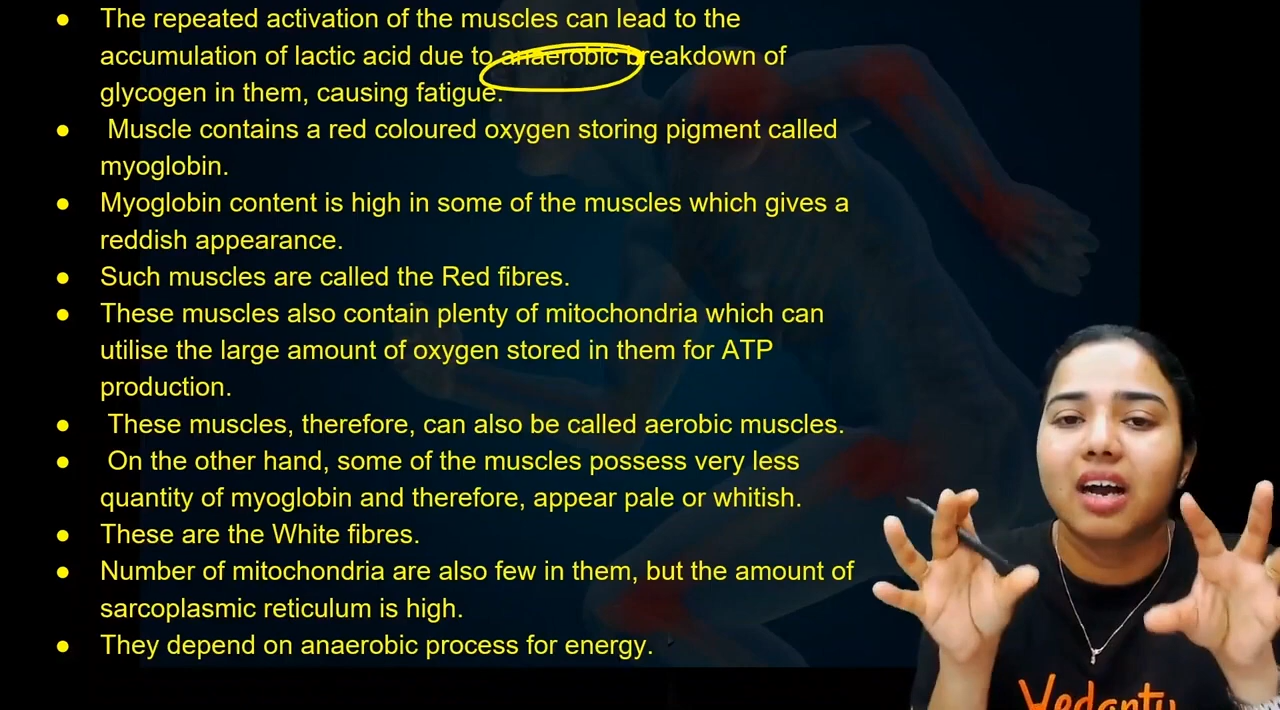 ● The repeated activation of the muscles can lead to the
accumulation of lactic acid due to anaerobic breakdown of
glycogen in them, causing fatigue.
● Muscle contains a red coloured oxygen storing pigment called
myoglobin.
● Myoglobin content is high in some of the muscles which gives a
reddish appearance.
● Such muscles are called the Red fibres.
● These muscles also contain plenty of mitochondria which can
utilise the large amount of oxygen stored in them for ATP
production.
● These muscles, therefore, can also be called aerobic muscles.
● On the other hand, some of the muscles possess very less
quantity of myoglobin and therefore, appear pale or whitish.
● These are the White fibres.
● Number of mitochondria are also few in them, but the amount of
sarcoplasmic reticulum is high.
● They depend on anaerobic process for energy.
Vedantu